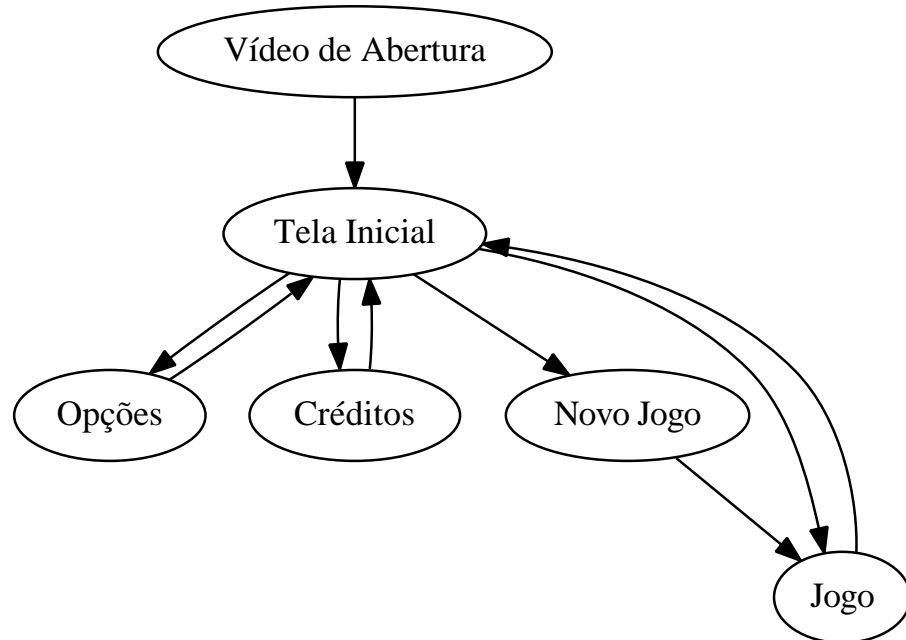 Vídeo de Abertura
Tela Inicial
Opções
Créditos
Novo Jogo
Jogo